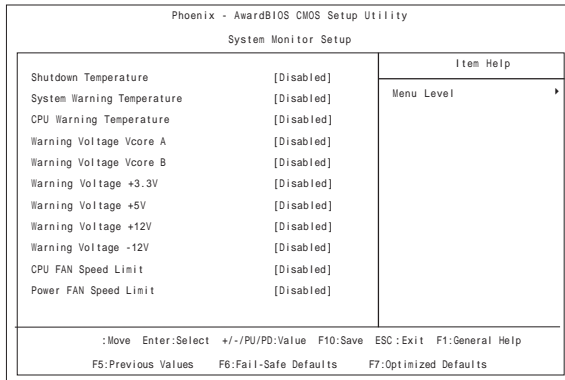 Phoenix - AwardBIOS CMOS Setup Utility
System Monitor Setup
Item Help
Shutdown Temperature [Disabled]
Menu Level
System Warning Temperature [Disabled]
CPU Warning Temperature [Disabled]
Warning Voltage Vcore A [Disabled]
Warning Voltage Vcore B [Disabled]
Warning Voltage +3.3V [Disabled]
Warning Voltage +5V [Disabled]
Warning Voltage +12V [Disabled]
Warning Voltage -12V [Disabled]
CPU FAN Speed Limit [Disabled]
Power FAN Speed Limit [Disabled]
:Move Enter:Select +/-/PU/PD:Value F10:Save ESC:Exit F1:General Help
F5:Previous Values F6:Fail-Safe Defaults F7:Optimized Defaults